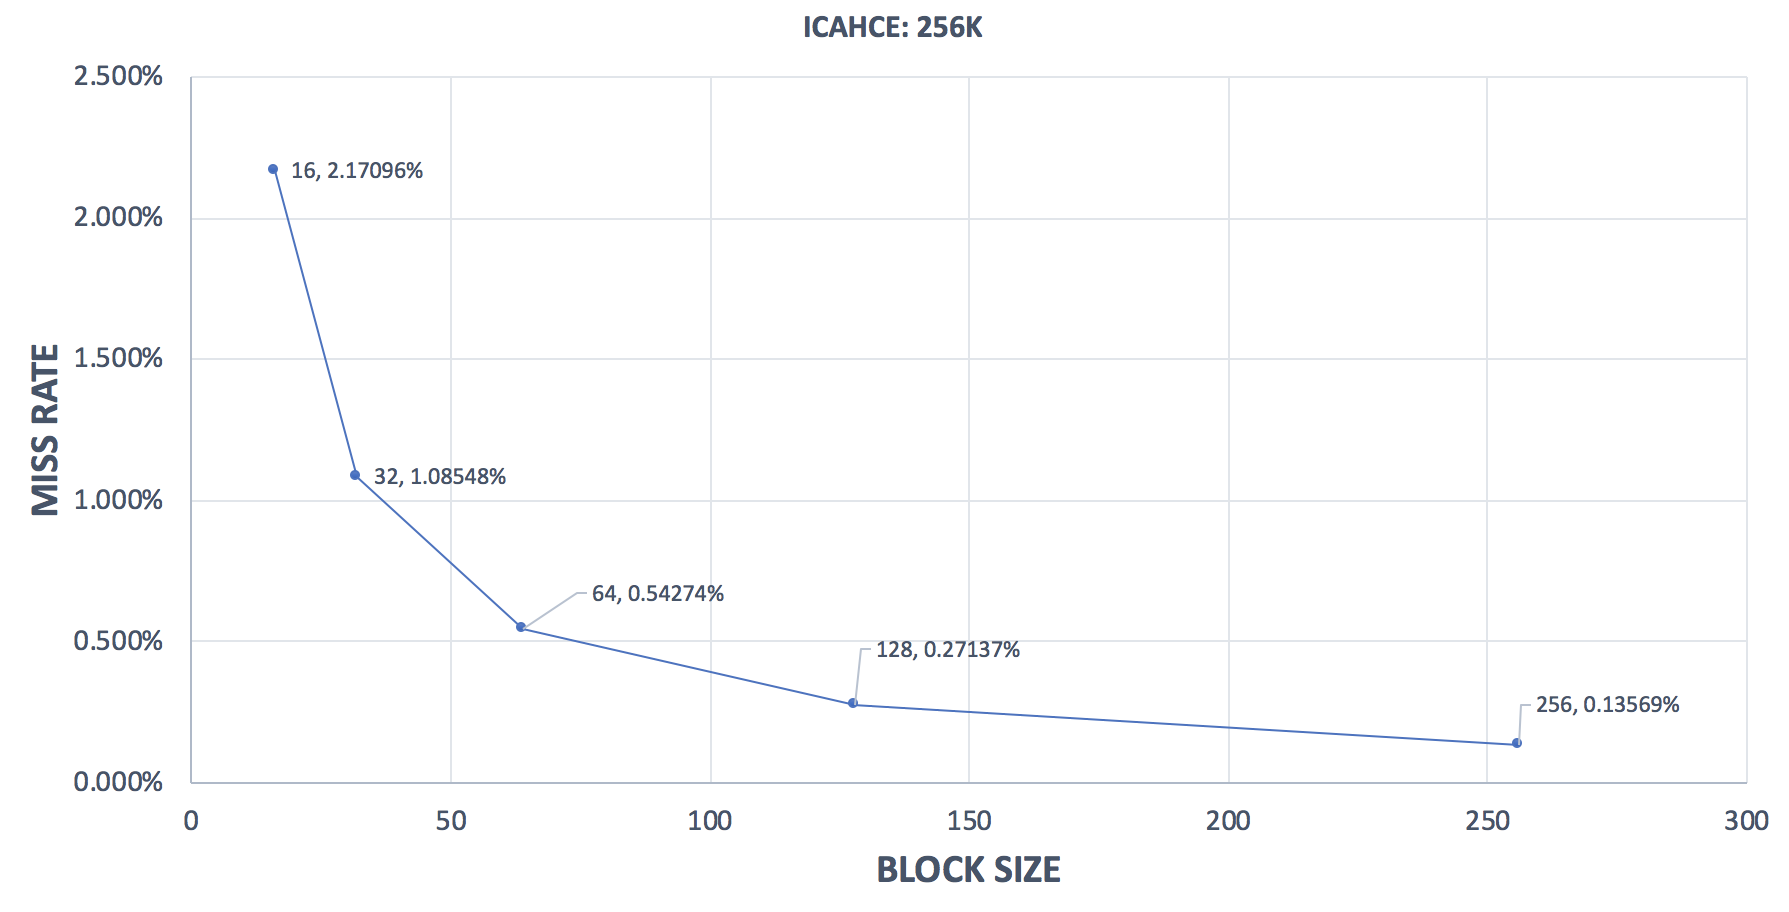 ICAHCE: 256K
2.500%
2.000%
1.500%
1.000%
0.500%
0.000%
MISS RATE
16, 2.17096%
32, 1.08548%
64, 0.54274%
128, 0.27137%
256, 0.13569%
0 50 100 150 200 250 300
BLOCK SIZE